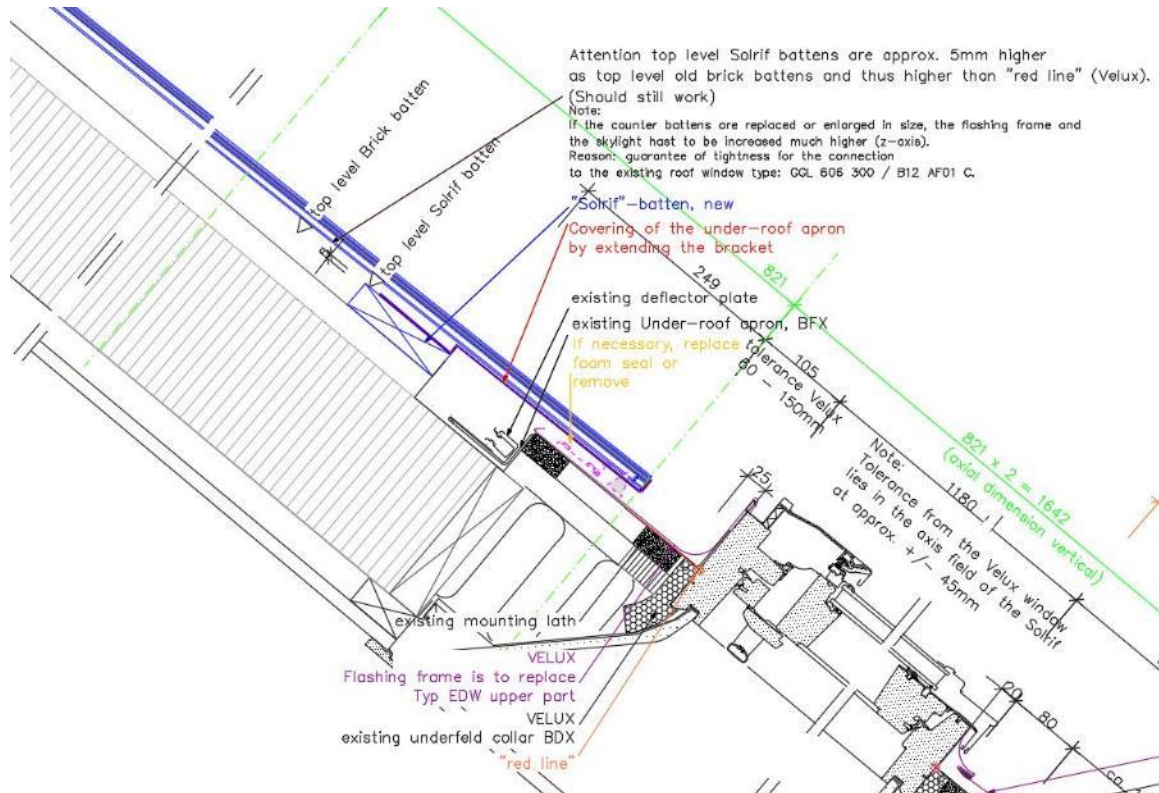 Attention top level Solrif battens are approx. 5mm higher
as top level old brick battens and thus higher than "red line" (Velux).
(Should still work)
Note:
If the counter battens are replaced or enlarged in size, the flashing frame and
the skylight hast to be increased much higher (z-axis).
Reason: guarantee of tightness for the connection
to the existing roof window type: GGL 606 300 / B12 AF01 C.
top level Brick batten
top level Solrif batten
"Solrif"-batten, new
Covering of the under-roof apron
by extending the bracket
249
821
existing deflector plate
existing Under-roof apron, BFX
If necessary, replace
foam seal or
remove
tolerance Velux
60 - 150mm
105
821 x 2 = 1642
(axial dimension vertical)
1180
Note:
Tolerance from the Velux window
lies in the axis field of the Solrif
at approx. +/- 45mm
25
existing mounting lath
VELUX
Flashing frame is to replace
Typ EDW upper part
VELUX
existing underfeld collar BDX
"red line"
20
80
ca.